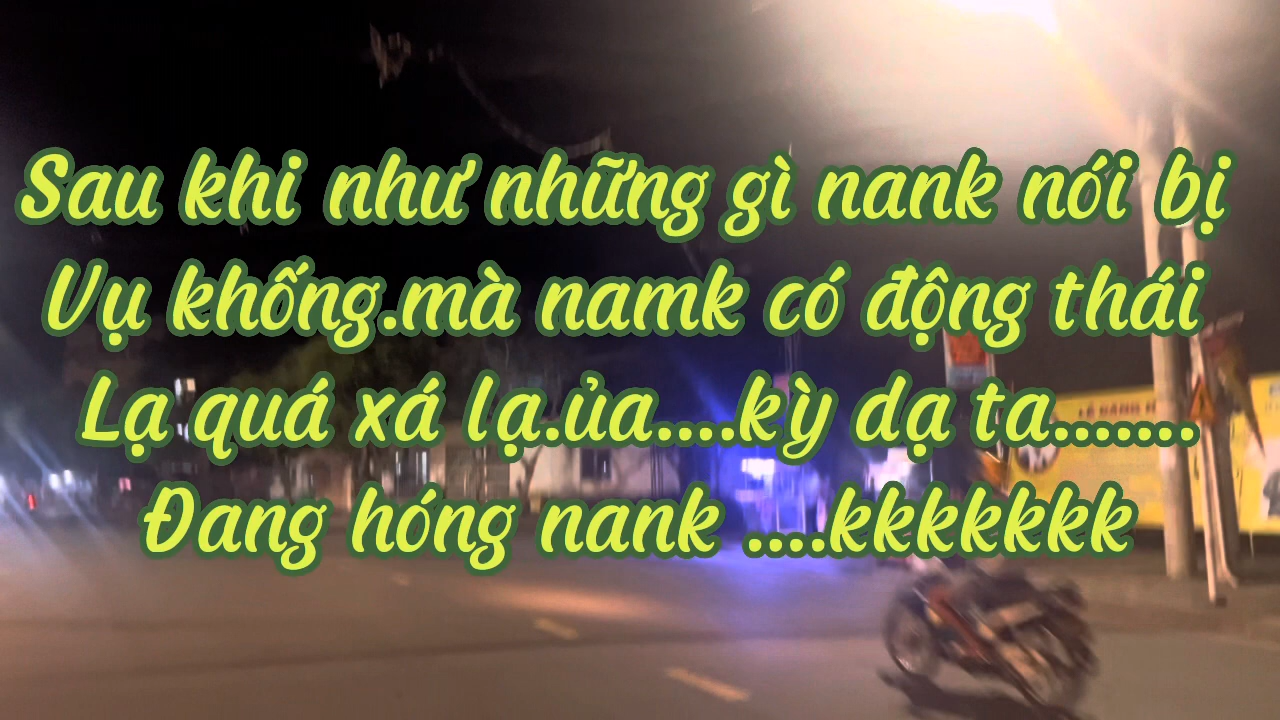 Sau khi như những gì nank nói bị
Vụ khống.mà namk có động thái
Lạ quá xá lạ.ủa....kỳ dạ ta.......
Đang hóng nank ....kkkkkkk